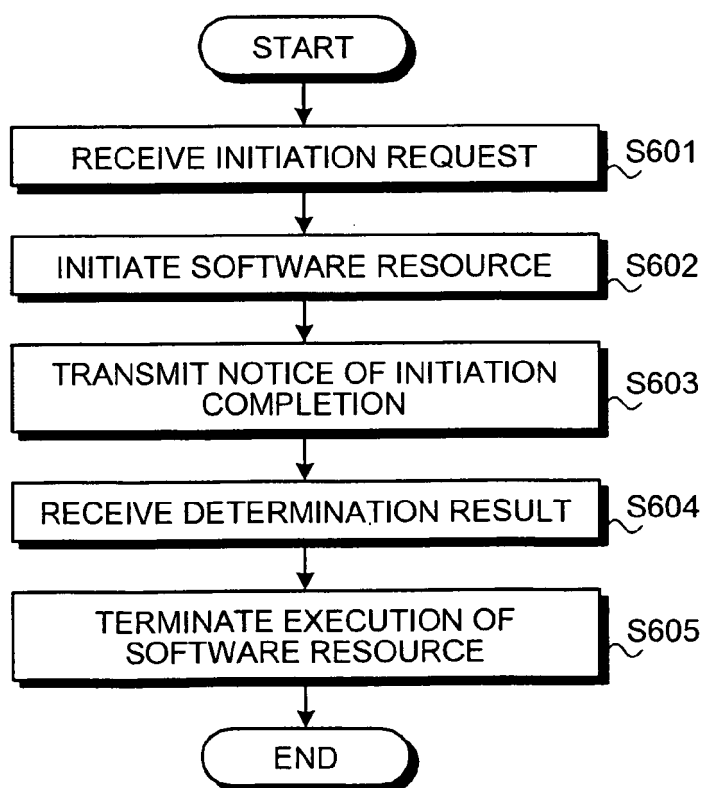 START
RECEIVE INITIATION REQUEST
S601
INITIATE SOFTWARE RESOURCE
S602
TRANSMIT NOTICE OF INITIATION
COMPLETION
S603
RECEIVE DETERMINATION RESULT
S604
TERMINATE EXECUTION OF
SOFTWARE RESOURCE
S605
END